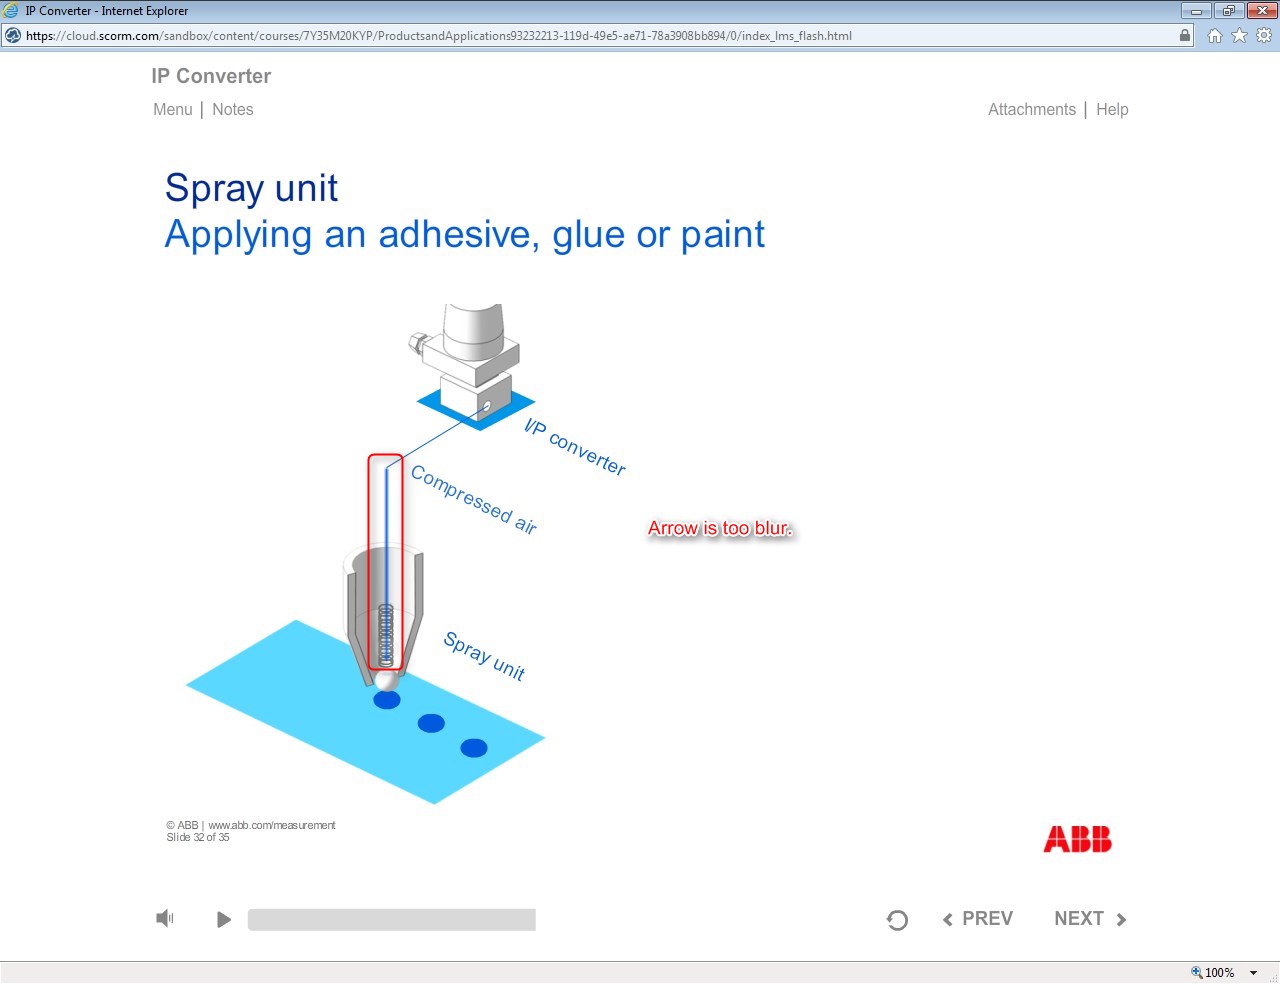 IP Converter - Internet Explorer
https://cloud.scorm.com/sandbox/content/courses/7Y35M20KYP/ProductsandApplications93232213-119d-49e5-ae71-78a3908bb894/0/index_lms_flash.html
IP Converter
Menu | Notes
Attachments | Help
Spray unit
Applying an adhesive, glue or paint
I/P converter
Compressed air
Arrow is too blur.
Spray unit
© ABB | www.abb.com/measurement
Slide 32 of 35
ABB
PREV
NEXT
100%